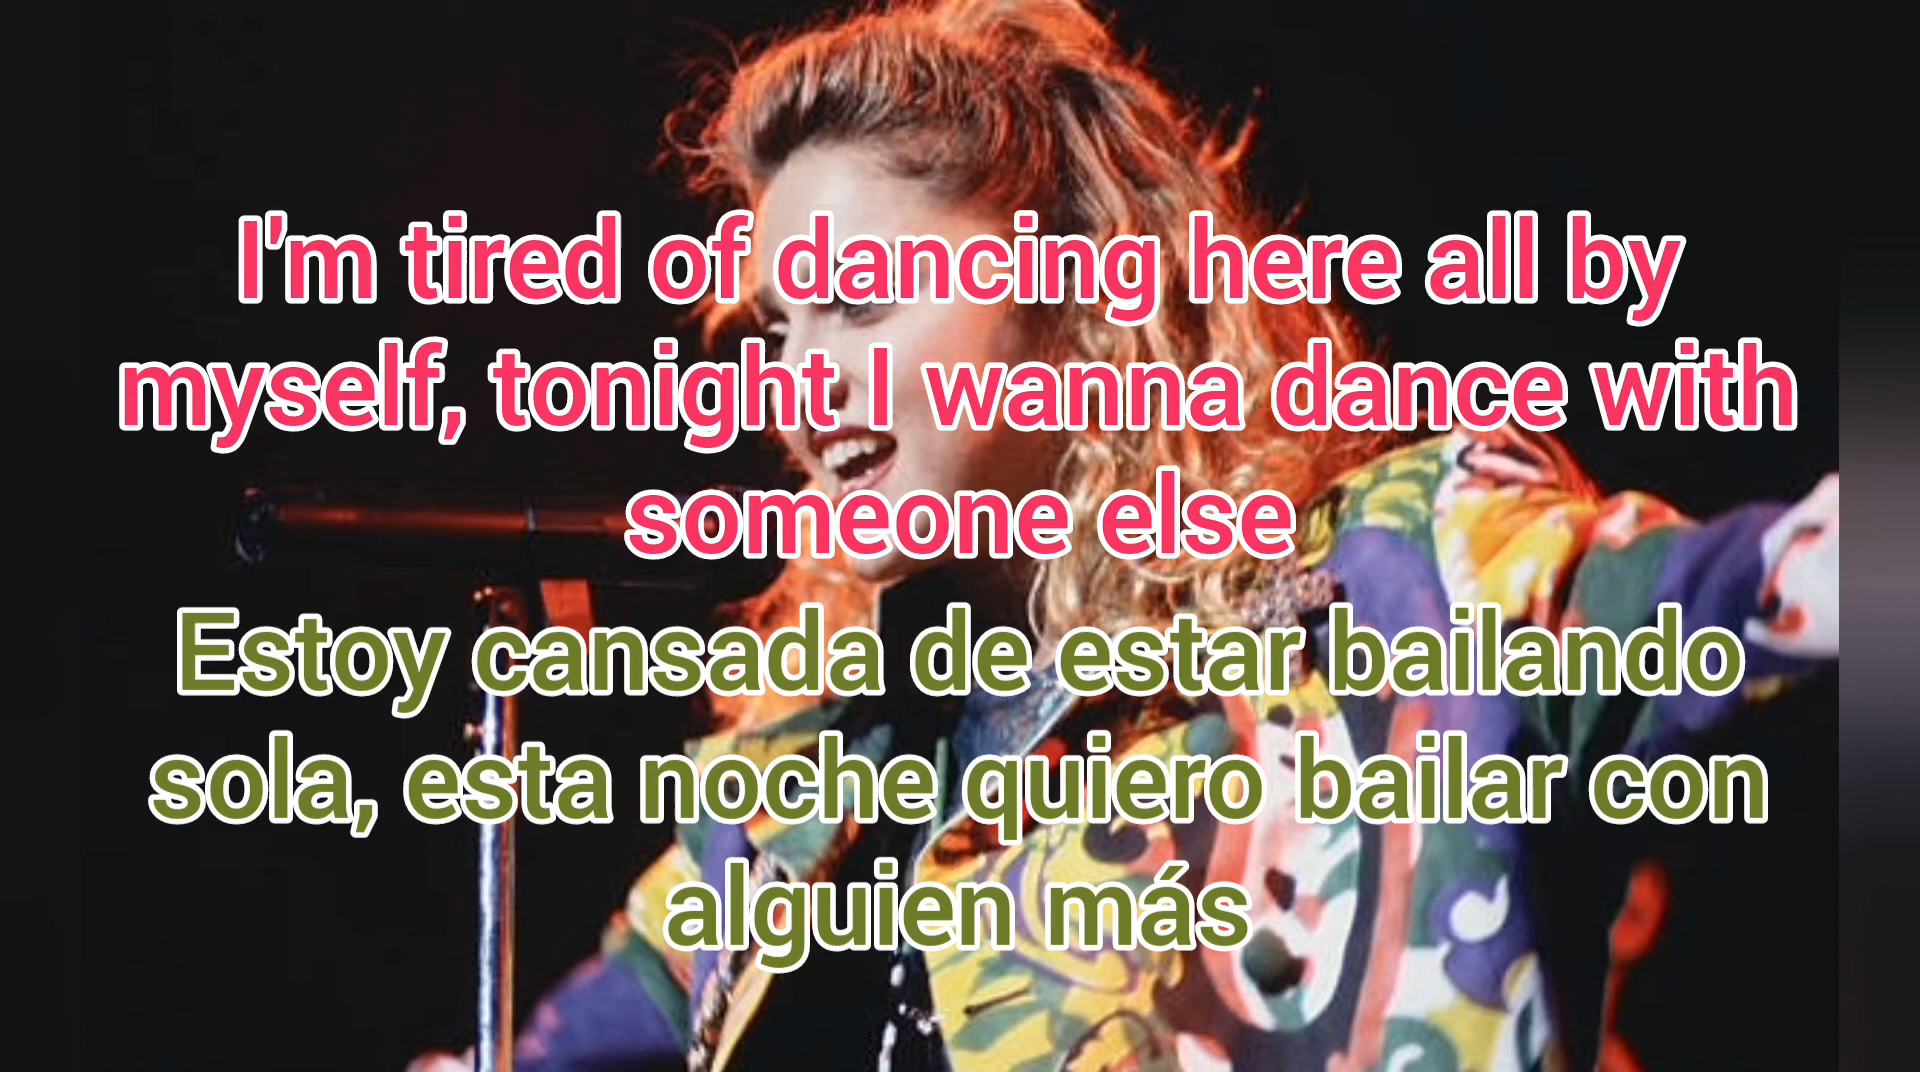 I'm tired of dancing here all by
myself, tonight I wanna dance with
someone else
Estoy cansada de estar bailando
sola, esta noche quiero bailar con
alguien más